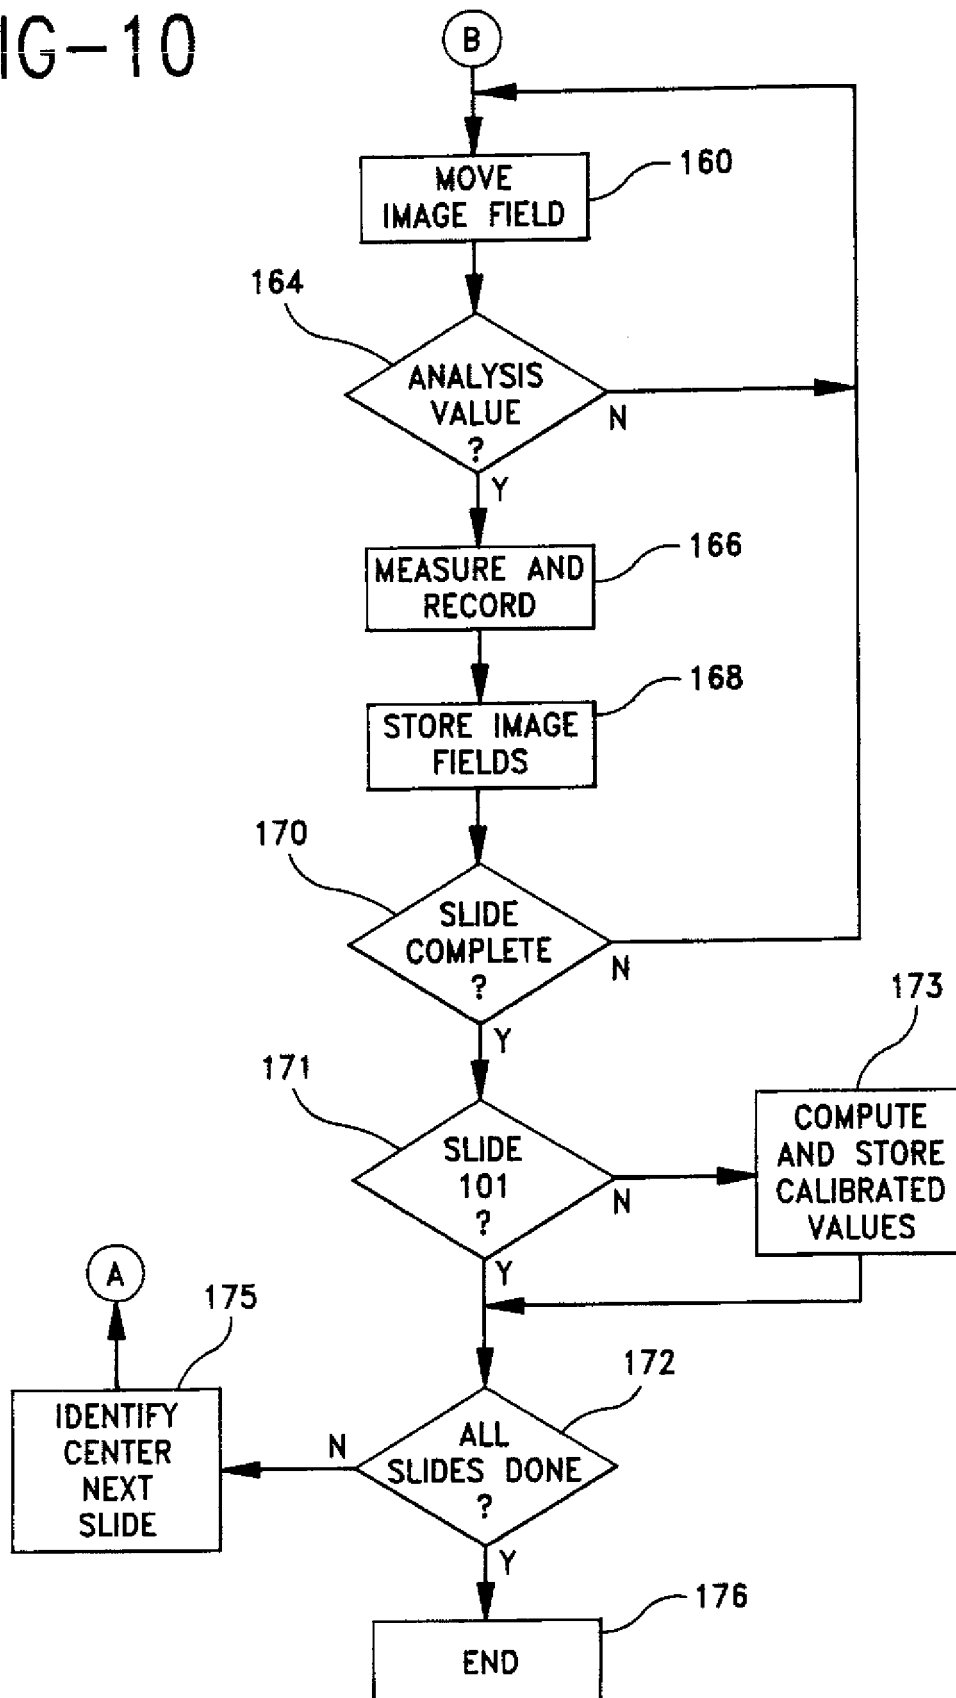 IG-10
B
MOVE
IMAGE FIELD
160
164
ANALYSIS
VALUE
?
N
Y
MEASURE AND
RECORD
166
STORE IMAGE
FIELDS
168
170
SLIDE
COMPLETE
?
N
Y
171
SLIDE
101
?
N
Y
173
COMPUTE
AND STORE
CALIBRATED
VALUES
A
175
IDENTIFY
CENTER
NEXT
SLIDE
172
ALL
SLIDES DONE
?
N
Y
176
END